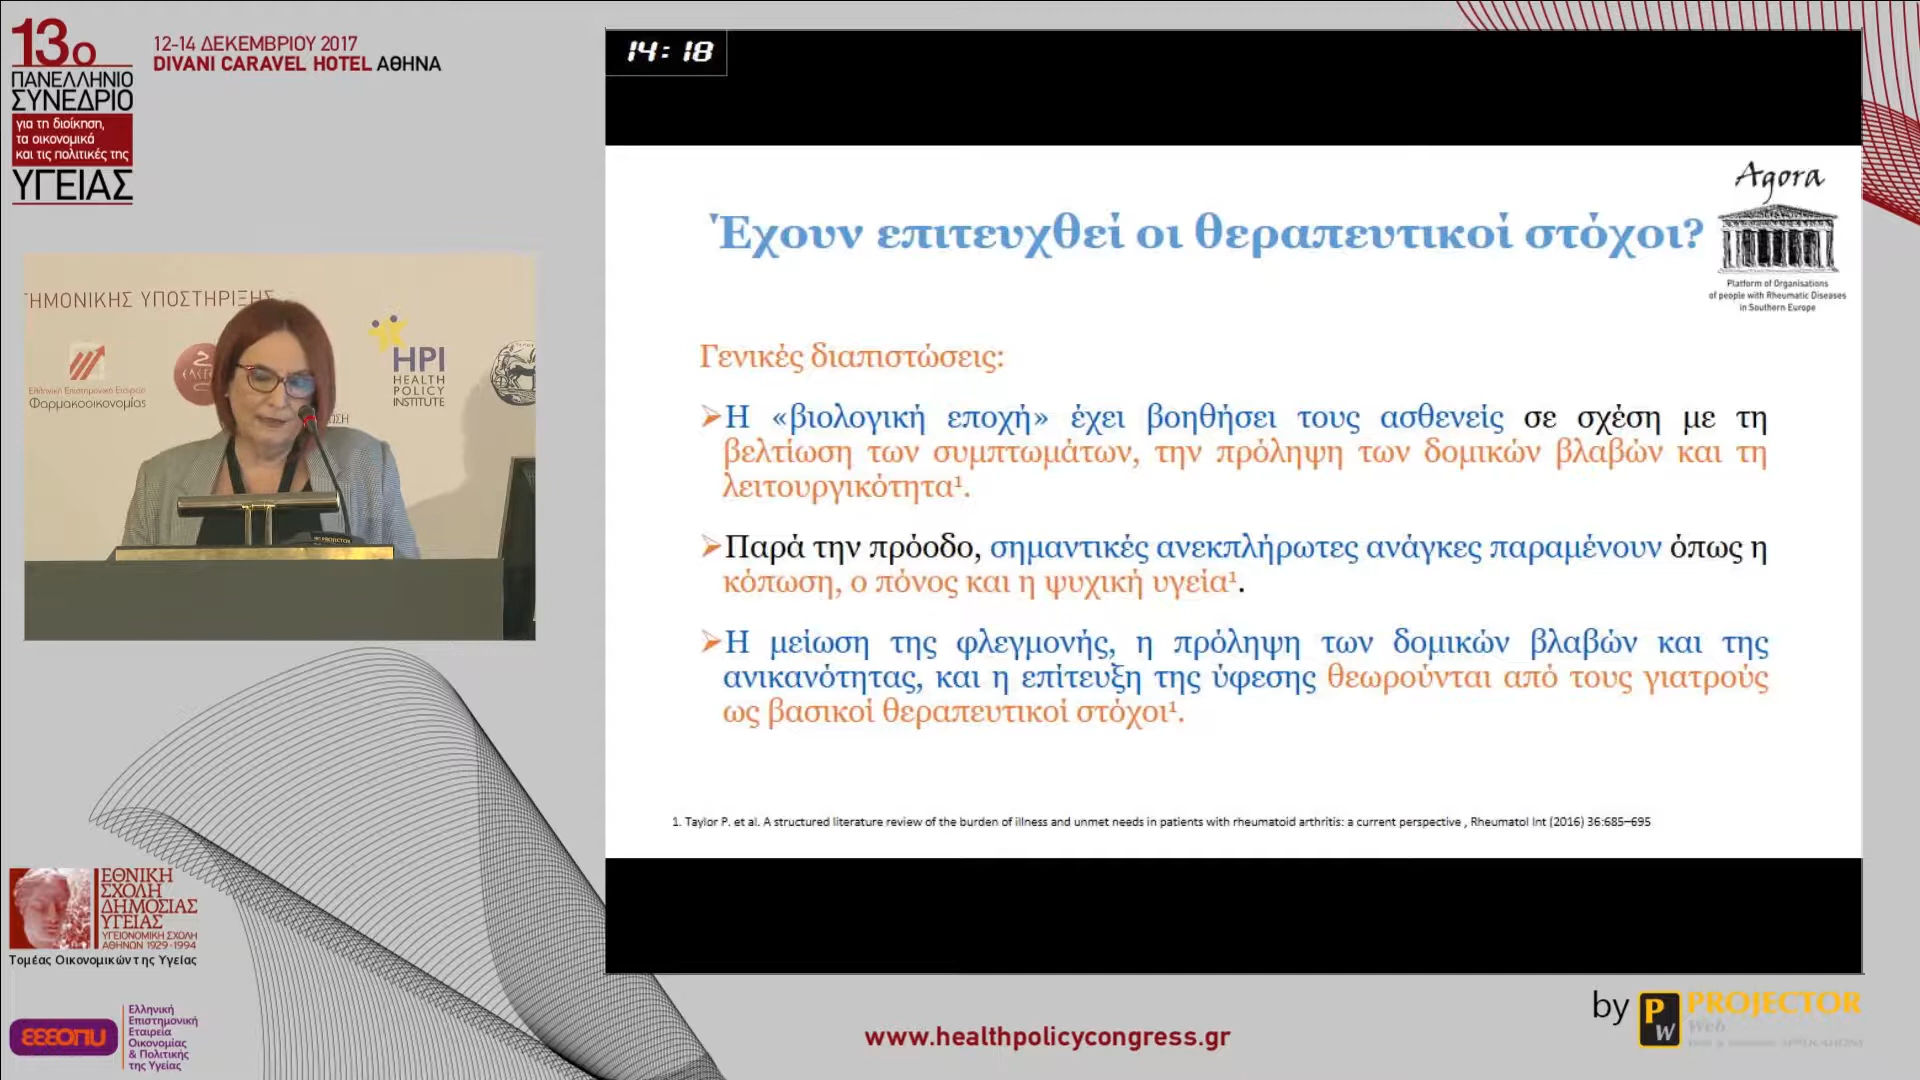 13ο
ΠΑΝΕΛΛΗΝΙΟ
ΣΥΝΕΔΡΙΟ
για τη διοίκηση,
τα οικονομικά
και τις πολιτικές της
ΥΓΕΙΑΣ
12-14 ΔΕΚΕΜΒΡΙΟΥ 2017
DIVANI CARAVEL HOTEL ΑΘΗΝΑ
14: 18
Agora
Platform of Organisations
of people with Rheumatic Diseases
in Southern Europe
Έχουν επιτευχθεί οι θεραπευτικοί στόχοι?
Γενικές διαπιστώσεις:
➢Η «βιολογική εποχή» έχει βοηθήσει τους ασθενείς σε σχέση με τη
βελτίωση των συμπτωμάτων, την πρόληψη των δομικών βλαβών και τη
λειτουργικότητα¹.
➢Παρά την πρόοδο, σημαντικές ανεκπλήρωτες ανάγκες παραμένουν όπως η
κόπωση, ο πόνος και η ψυχική υγεία¹.
➢Η μείωση της φλεγμονής, η πρόληψη των δομικών βλαβών και της
ανικανότητας, και η επίτευξη της ύφεσης θεωρούνται από τους γιατρούς
ως βασικοί θεραπευτικοί στόχοι¹.
1. Taylor P. et al. A structured literature review of the burden of illness and unmet needs in patients with rheumatoid arthritis: a current perspective , Rheumatol Int (2016) 36:685–695
ΤΗΜΟΝΙΚΗΣ ΥΠΟΣΤΗΡΙΞΗΣ
Ελληνική Επιστημονική Εταιρεία
Φαρμακοοικονομίας
HPI
HEALTH
POLICY
INSTITUTE
PROJECTOR
ΕΘΝΙΚΗ
ΣΧΟΛΗ
ΔΗΜΟΣΙΑΣ
ΥΓΕΙΑΣ
ΥΓΕΙΟΝΟΜΙΚΗ ΣΧΟΛΗ
ΑΘΗΝΩΝ 1929-1994
Τομέας Οικονομικών της Υγείας
ΕΕΕΟΠΥ
Ελληνική
Επιστημονική
Εταιρεία
Οικονομίας
& Πολιτικής
της Υγείας
www.healthpolicycongress.gr
by PW PROJECTOR
Web